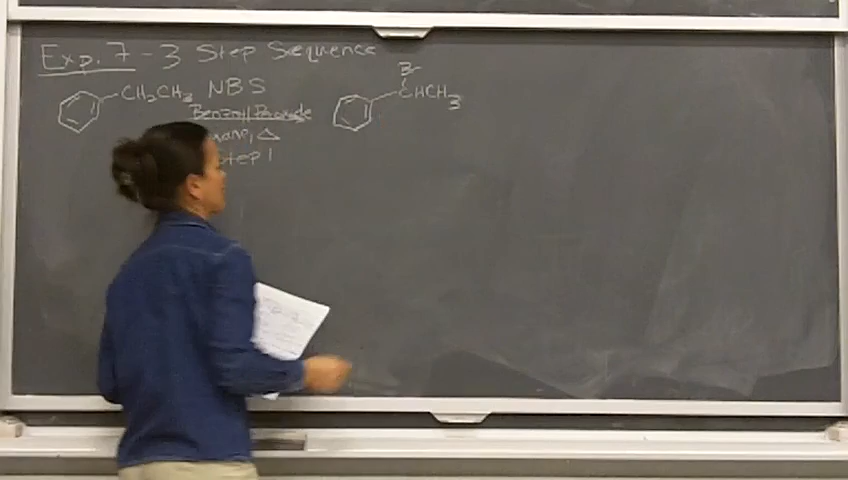 Exp. 7 - 3 Step Sequence
Br
CH2CH3 NBS CHCH3
Benzoyl Peroxide
Step 1